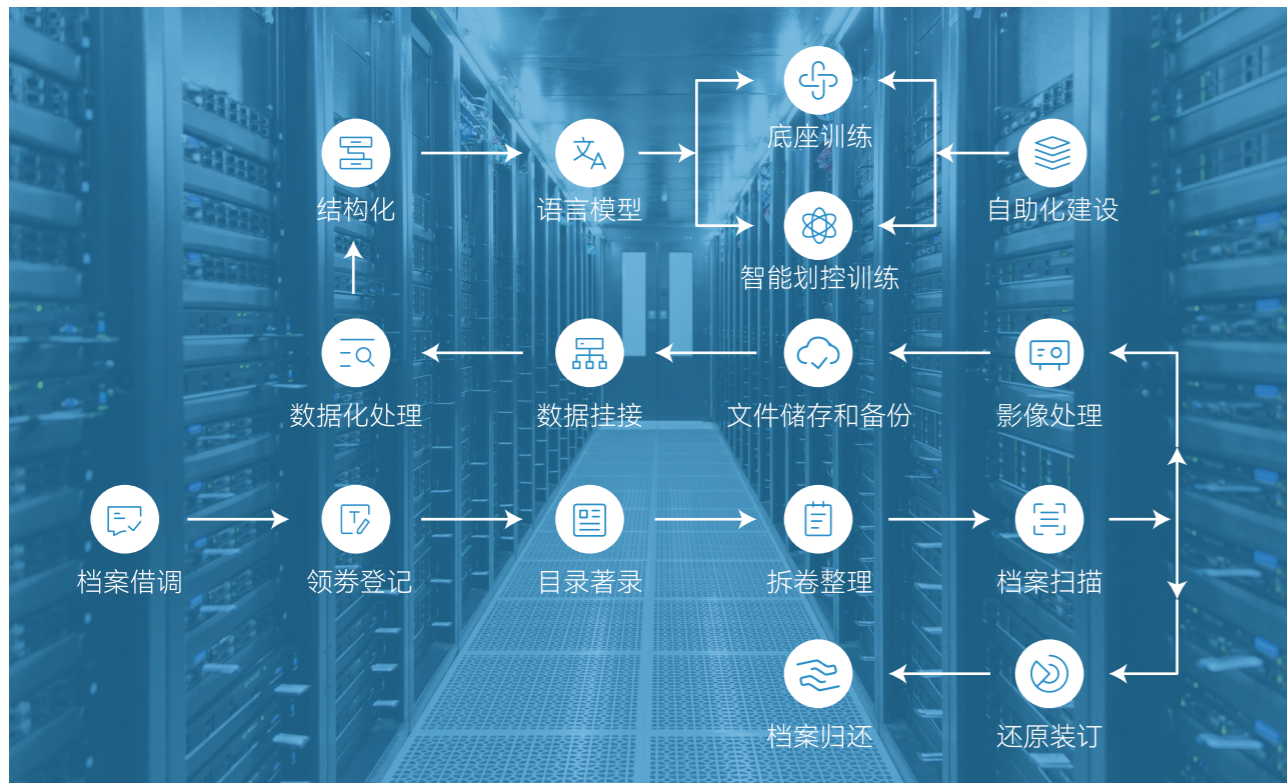 底座训练
结构化
语言模型
自助化建设
智能划控训练
数据化处理
数据挂接
文件储存和备份
影像处理
档案借调
领券登记
目录著录
拆卷整理
档案扫描
档案归还
还原装订